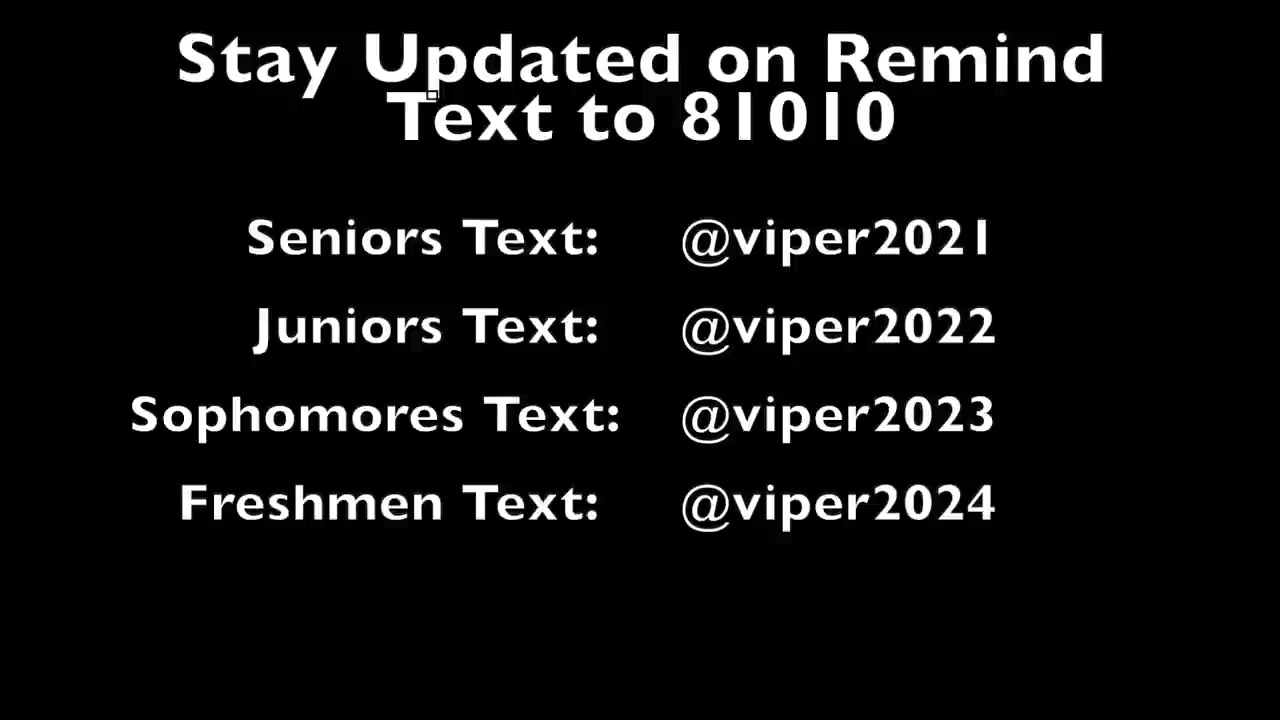 Stay Updated on Remind
Text to 81010
Seniors Text: @viper2021
Juniors Text: @viper2022
Sophomores Text: @viper2023
Freshmen Text: @viper2024